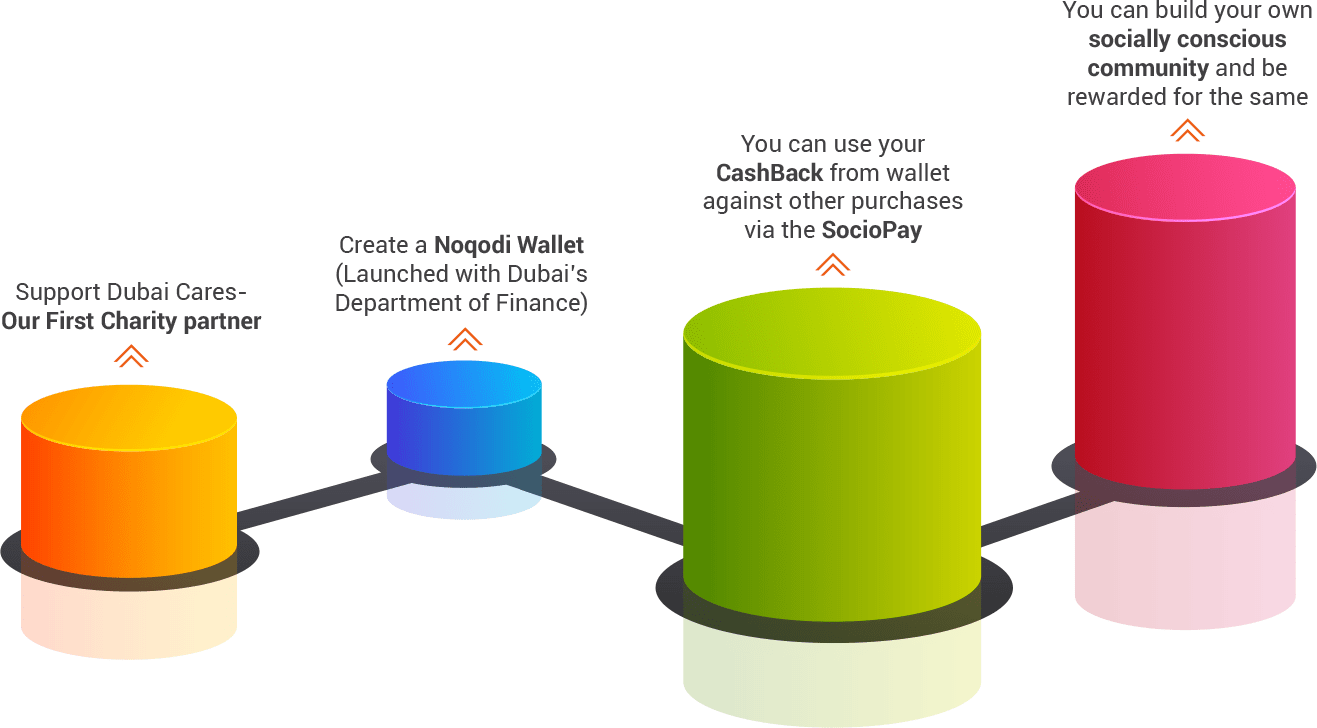 Support Dubai Cares-
Our First Charity partner
Create a Noqodi Wallet
(Launched with Dubai's
Department of Finance)
You can use your
CashBack from wallet
against other purchases
via the SocioPay
You can build your own
socially conscious
community and be
rewarded for the same